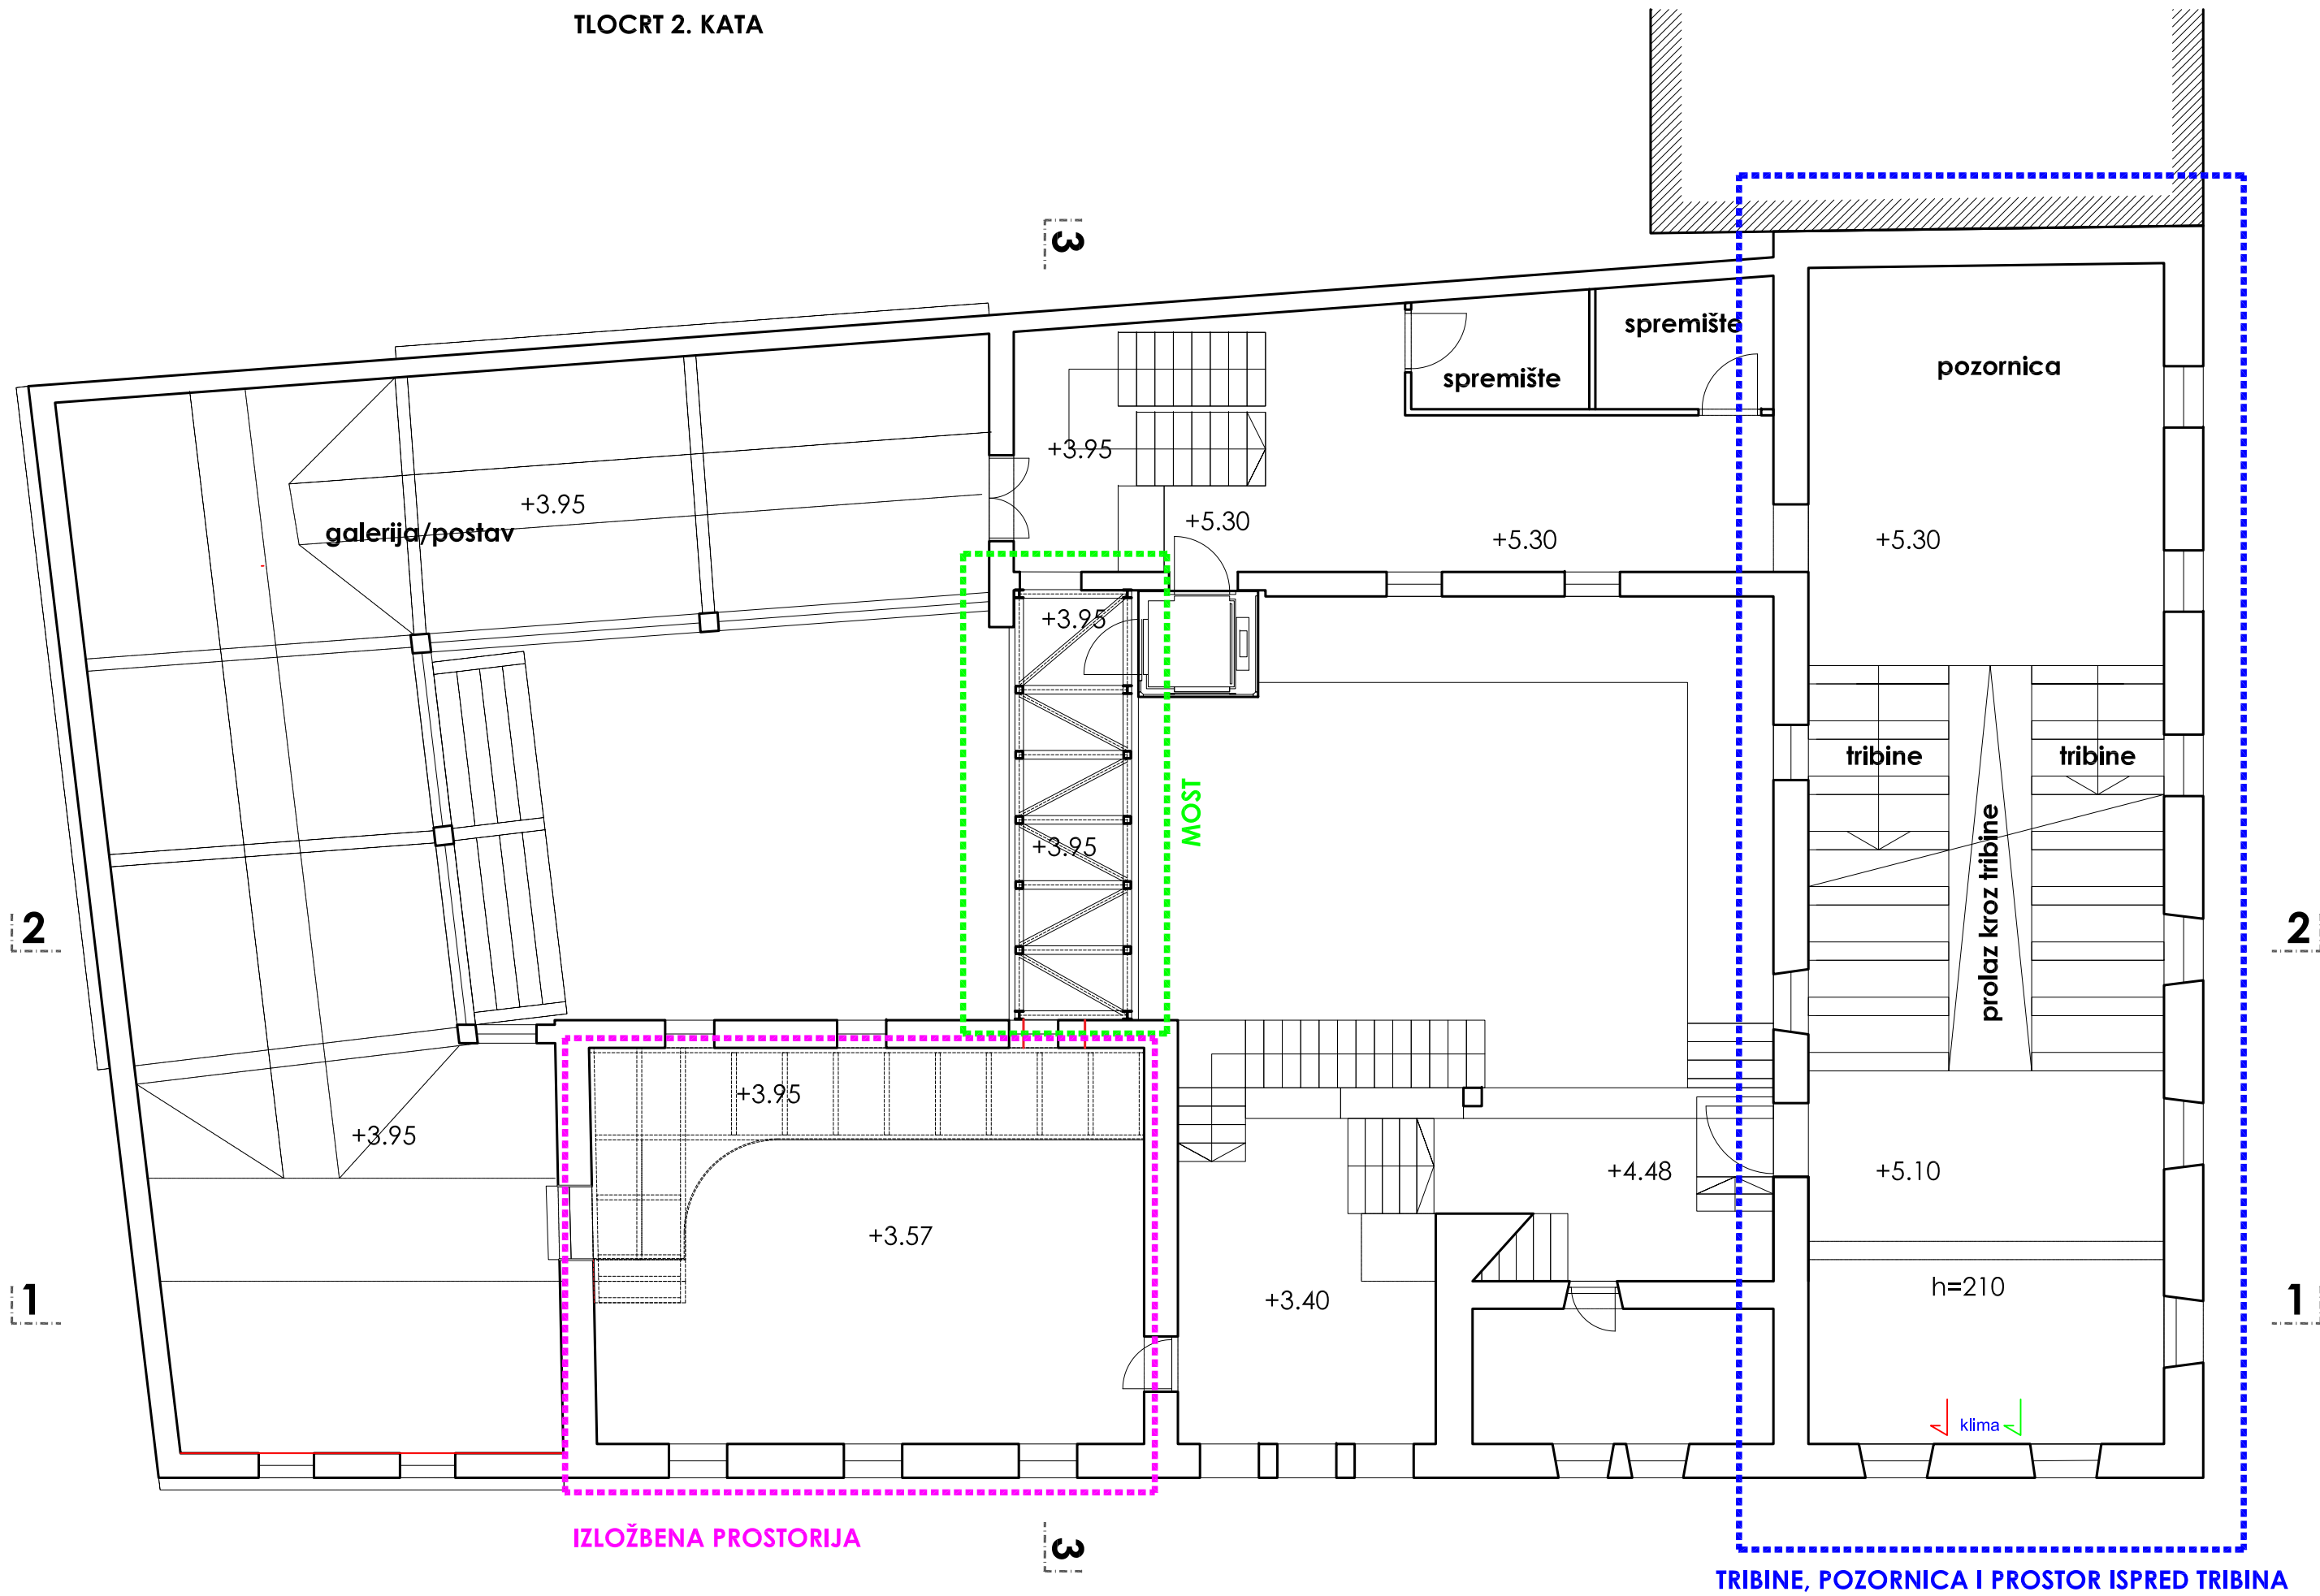 TLOCRT 2. KATA
3
spremište
spremište
pozornica
+3.95
+3.95
galerija/postav
+5.30
+5.30
+5.30
+3.95
tribine
tribine
MOST
+3.95
prolaz kroz tribine
2
2
+3.95
+3.95
+4.48
+5.10
+3.57
+3.40
h=210
1
1
klima
IZLOŽBENA PROSTORIJA
3
TRIBINE, POZORNICA I PROSTOR ISPRED TRIBINA